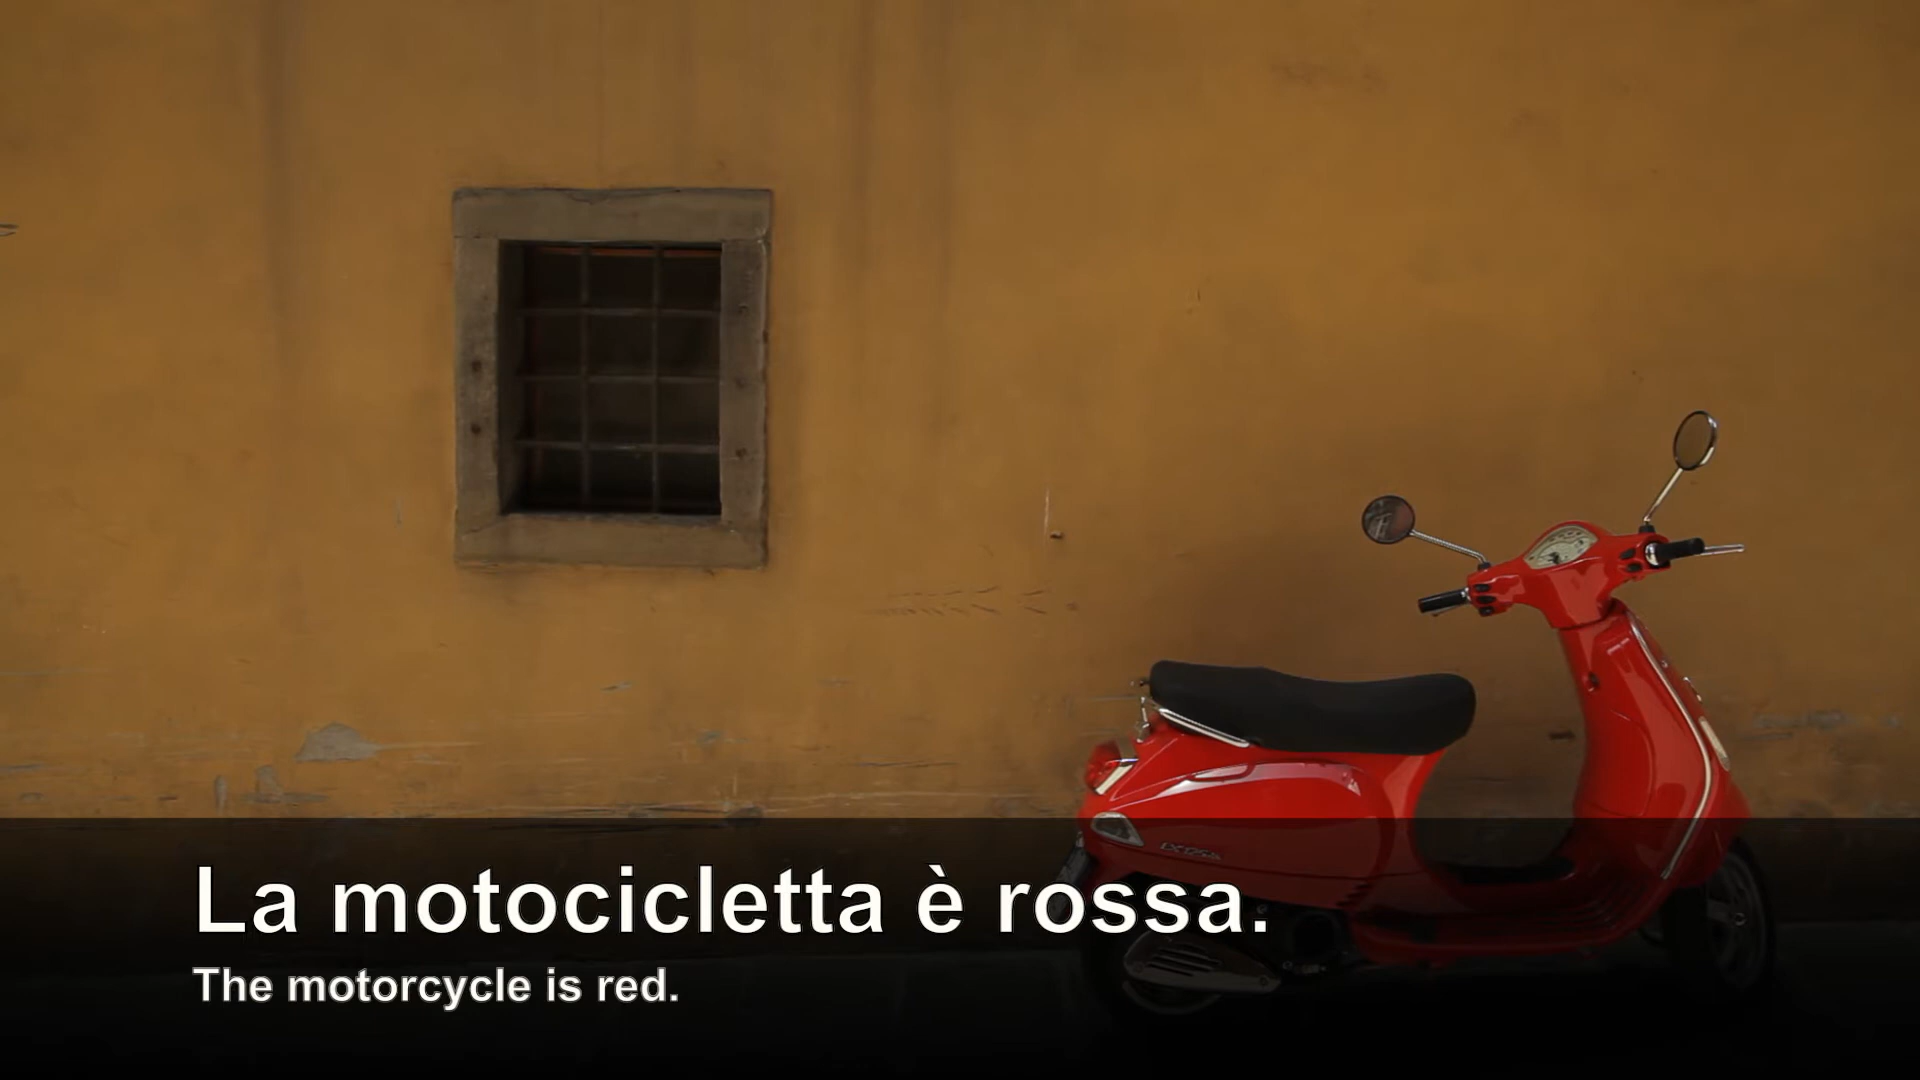 La motocicletta è rossa.
The motorcycle is red.